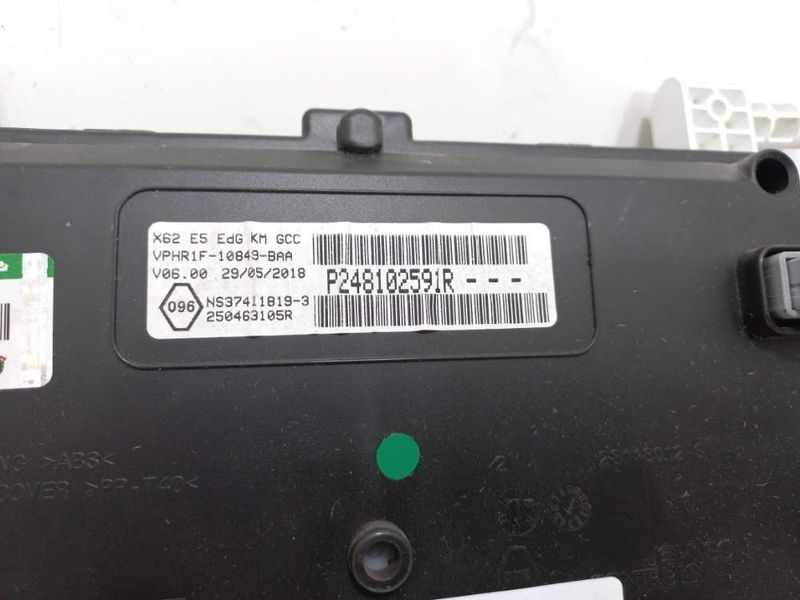 X62 E5 EdG KM GCC
VPHR1F-10849-BAA
V06.00 29/05/2018
P248102591R - - -
096
NS37411819-3
250463105R
>ABS<
COVER >PP-T40<